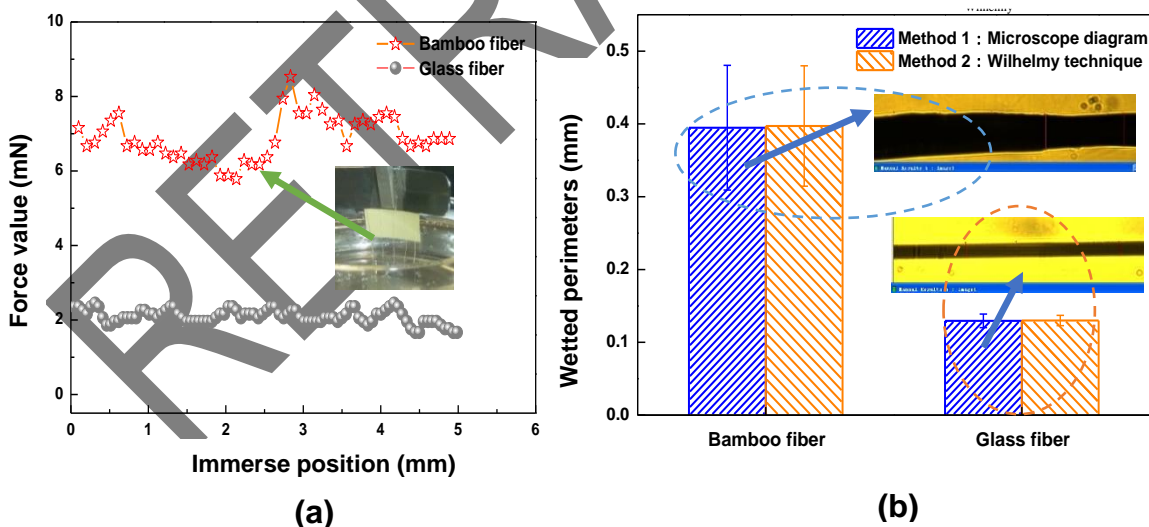 Wilhelmy
RETRA
10
8
6
4
2
0
Force value (mN)
Bamboo fiber
Glass fiber
0 1 2 3 4 5 6
Immerse position (mm)
(a)
0.5
0.4
0.3
0.2
0.1
0.0
Wetted perimeters (mm)
Method 1：Microscope diagram
Method 2：Wilhelmy technique
Bamboo fiber Glass fiber
(b)